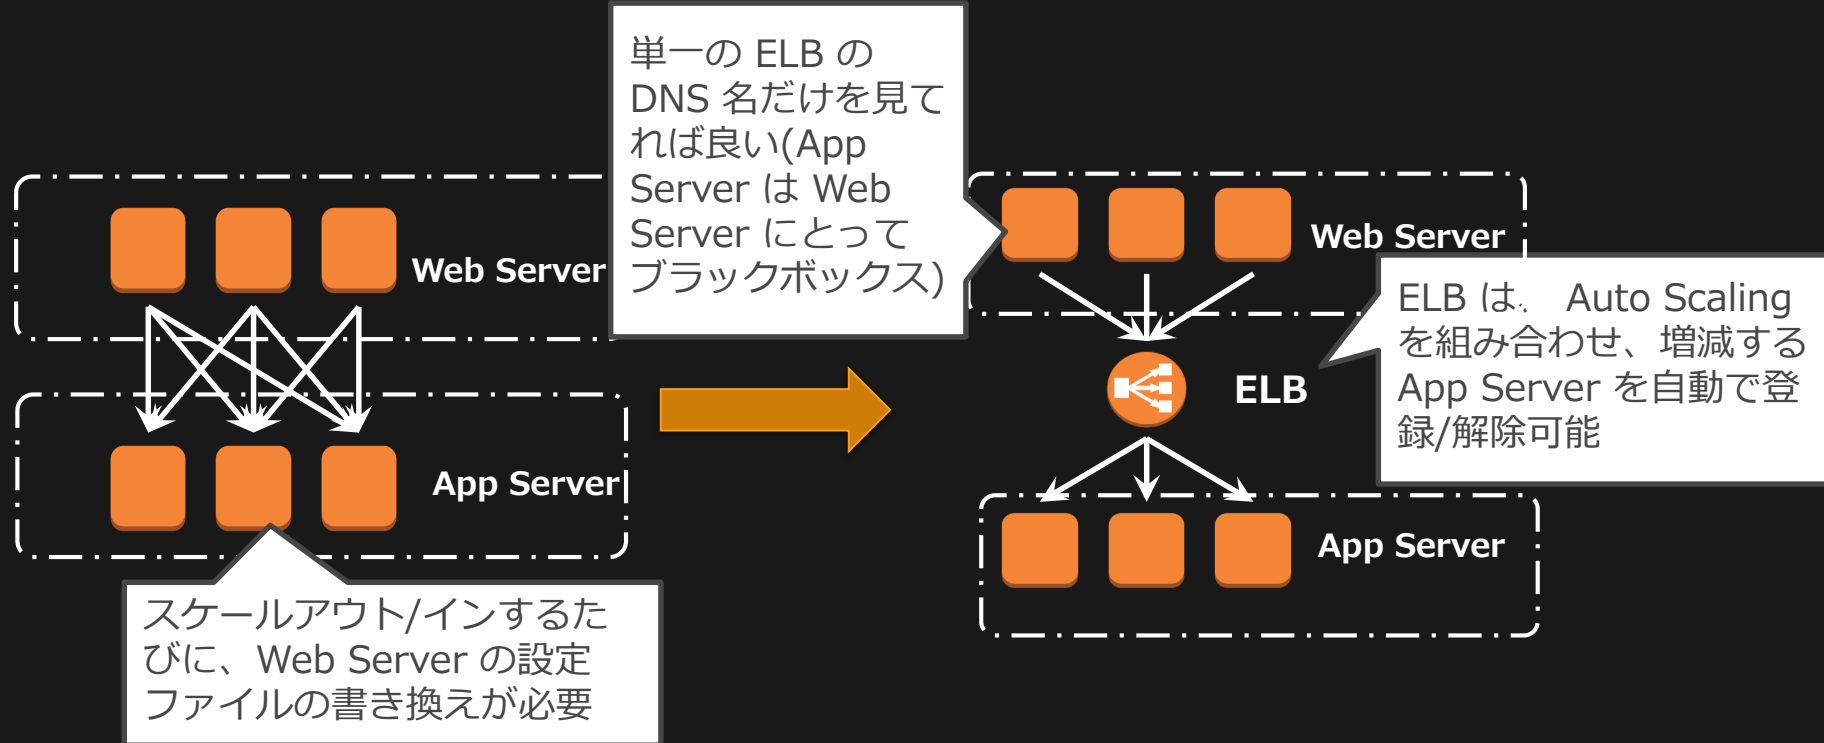 単一の ELB の
DNS 名だけを見て
れば良い(App
Server は Web
Server にとって
ブラックボックス)
Web Server
App Server
スケールアウト/インするた
びに、Web Server の設定
ファイルの書き換えが必要
Web Server
ELB は、 Auto Scaling
を組み合わせ、増減する
App Server を自動で登
録/解除可能
ELB
App Server